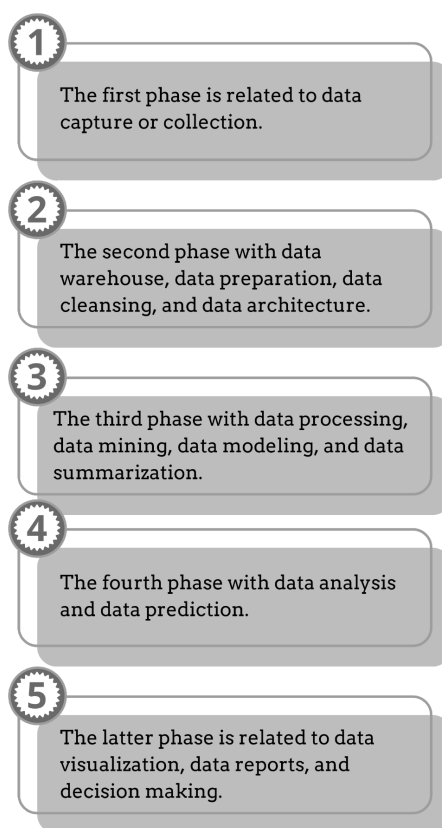 1
The first phase is related to data
capture or collection.
2
The second phase with data
warehouse, data preparation, data
cleansing, and data architecture.
3
The third phase with data processing,
data mining, data modeling, and data
summarization.
4
The fourth phase with data analysis
and data prediction.
5
The latter phase is related to data
visualization, data reports, and
decision making.